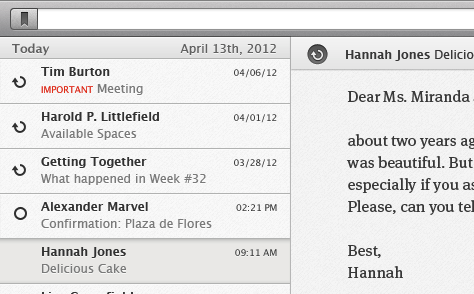 Today April 13th, 2012
Tim Burton 04/06/12
IMPORTANT Meeting
Harold P. Littlefield 04/01/12
Available Spaces
Getting Together 03/28/12
What happened in Week #32
Alexander Marvel 02:21 PM
Confirmation: Plaza de Flores
Hannah Jones 09:11 AM
Delicious Cake
Hannah Jones Delicio
Dear Ms. Miranda
about two years ag
was beautiful. But
especially if you as
Please, can you tel
Best,
Hannah